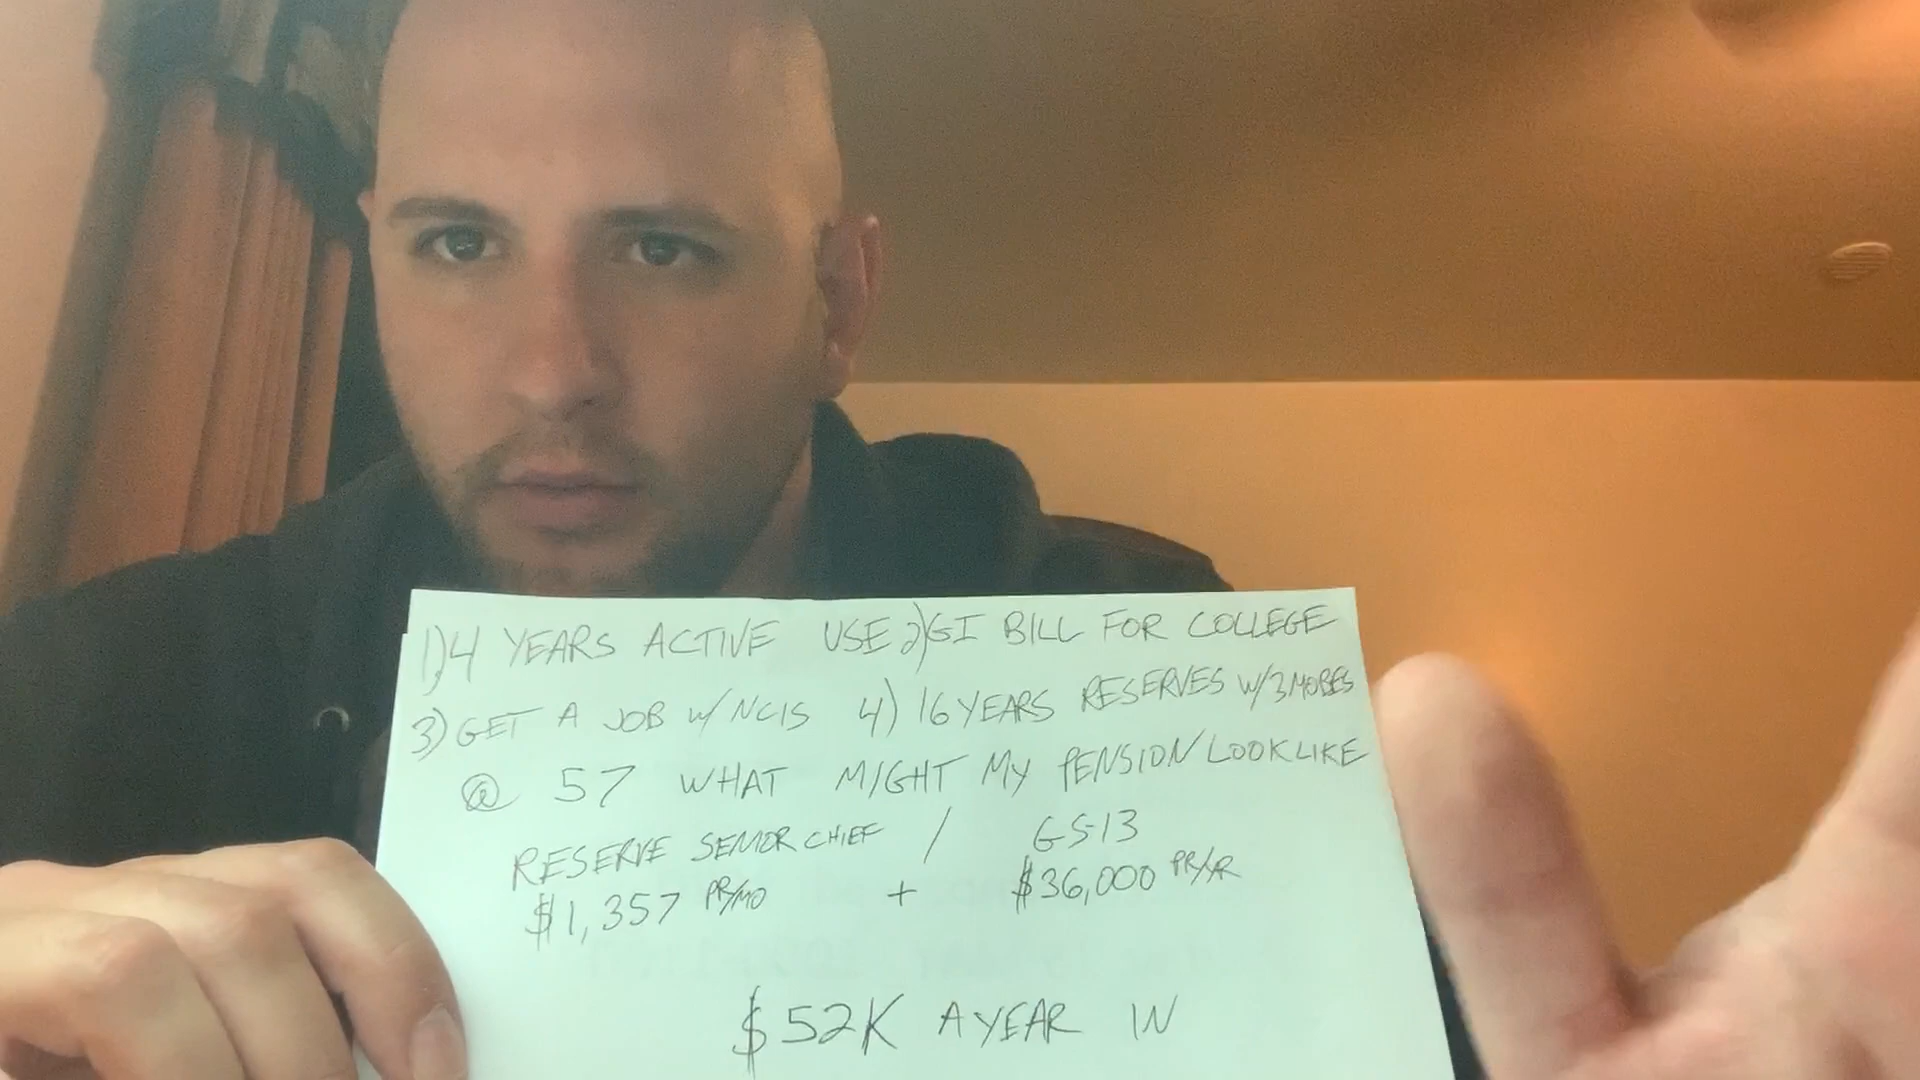 1) 4 YEARS ACTIVE USE 2) GI BILL FOR COLLEGE
3) GET A JOB W/ NCIS 4) 16 YEARS RESERVES W/3 MOBES
@ 57 WHAT MIGHT MY PENSION LOOK LIKE
RESERVE SENIOR CHIEF / GS-13
$1,357 PR/MO + $36,000 PR/YR
$52K A YEAR IN